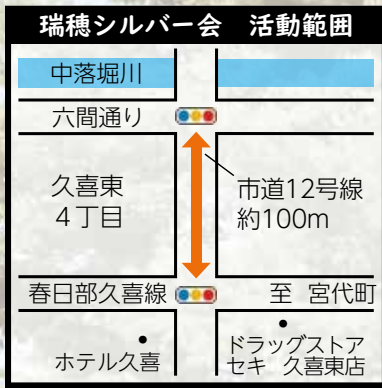 瑞穂シルバー会　活動範囲
中落堀川
六間通り
久喜東
４丁目
市道12号線
約100m
春日部久喜線
至　宮代町
ホテル久喜
ドラッグストア
セキ　久喜東店